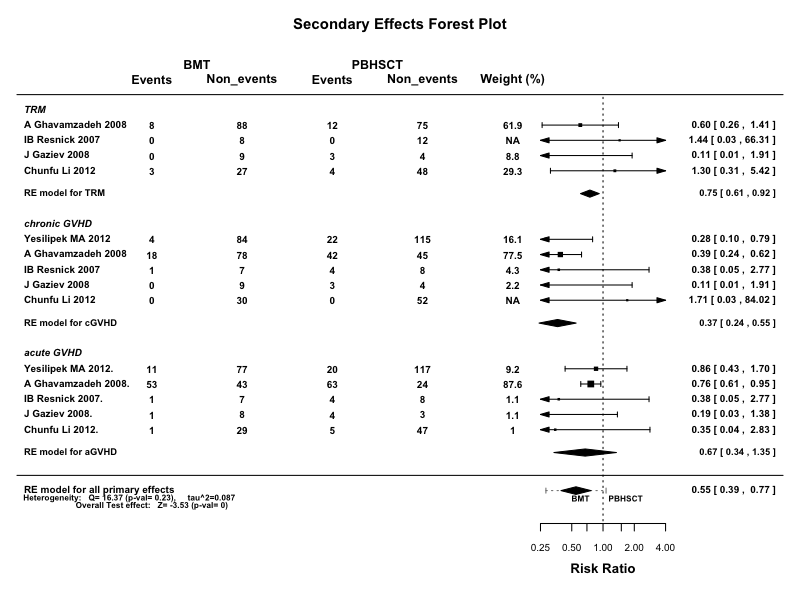 Secondary Effects Forest Plot
BMT PBHSCT
Events Non_events Events Non_events Weight (%)
TRM
A Ghavamzadeh 2008 8 88 12 75 61.9 0.60 [ 0.26 , 1.41 ]
IB Resnick 2007 0 8 0 12 NA 1.44 [ 0.03 , 66.31 ]
J Gaziev 2008 0 9 3 4 8.8 0.11 [ 0.01 , 1.91 ]
Chunfu Li 2012 3 27 4 48 29.3 1.30 [ 0.31 , 5.42 ]
RE model for TRM 0.75 [ 0.61 , 0.92 ]
chronic GVHD
Yesilipek MA 2012 4 84 22 115 16.1 0.28 [ 0.10 , 0.79 ]
A Ghavamzadeh 2008 18 78 42 45 77.5 0.39 [ 0.24 , 0.62 ]
IB Resnick 2007 1 7 4 8 4.3 0.38 [ 0.05 , 2.77 ]
J Gaziev 2008 0 9 3 4 2.2 0.11 [ 0.01 , 1.91 ]
Chunfu Li 2012 0 30 0 52 NA 1.71 [ 0.03 , 84.02 ]
RE model for cGVHD 0.37 [ 0.24 , 0.55 ]
acute GVHD
Yesilipek MA 2012. 11 77 20 117 9.2 0.86 [ 0.43 , 1.70 ]
A Ghavamzadeh 2008. 53 43 63 24 87.6 0.76 [ 0.61 , 0.95 ]
IB Resnick 2007. 1 7 4 8 1.1 0.38 [ 0.05 , 2.77 ]
J Gaziev 2008. 1 8 4 3 1.1 0.19 [ 0.03 , 1.38 ]
Chunfu Li 2012. 1 29 5 47 1 0.35 [ 0.04 , 2.83 ]
RE model for aGVHD 0.67 [ 0.34 , 1.35 ]
RE model for all primary effects 0.55 [ 0.39 , 0.77 ]
Heterogeneity: Q= 16.37 (p-val= 0.23), tau^2=0.087 BMT PBHSCT
Overall Test effect: Z= -3.53 (p-val= 0)
0.25 0.50 1.00 2.00 4.00
Risk Ratio